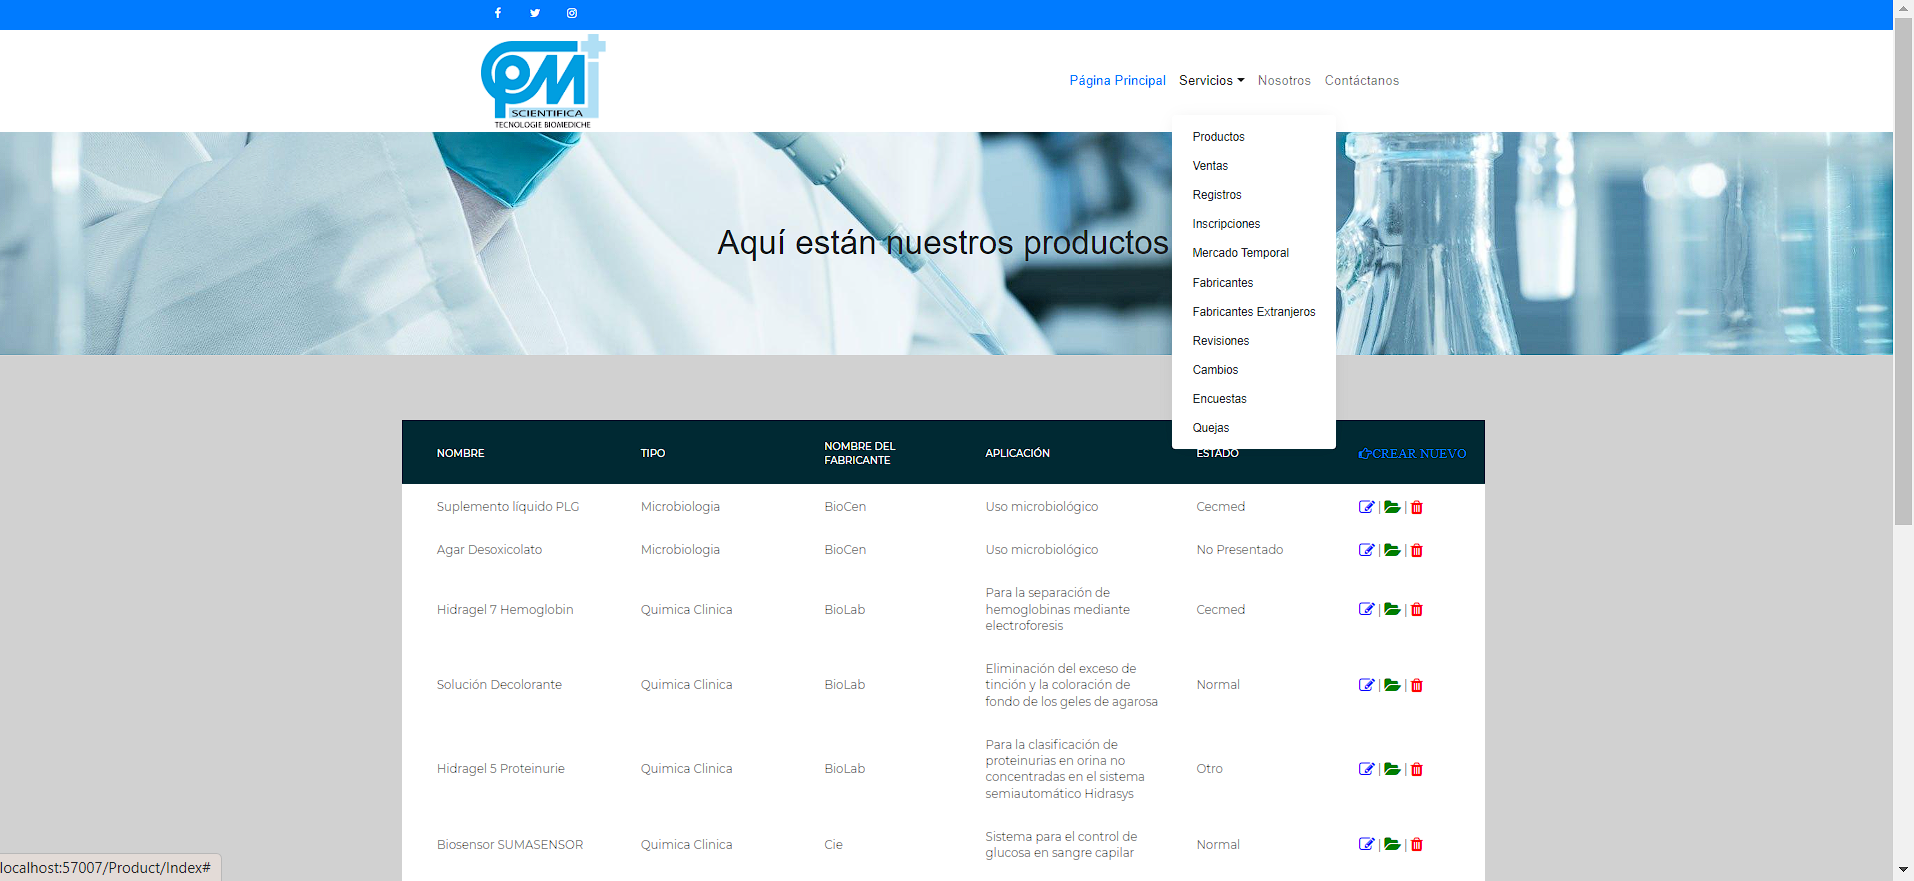 CPM
SCIENTIFICA
TECNOLOGIE BIOMEDICHE
Página Principal
Servicios
Nosotros
Contáctanos
Productos
Ventas
Registros
Inscripciones
Mercado Temporal
Fabricantes
Fabricantes Extranjeros
Revisiones
Cambios
Encuestas
Quejas
Aquí están nuestros productos
NOMBRE TIPO NOMBRE DEL APLICACIÓN ESTADO CREAR NUEVO
FABRICANTE
Suplemento líquido PLG Microbiologia BioCen Uso microbiológico Cecmed
Agar Desoxicolato Microbiologia BioCen Uso microbiológico No Presentado
Hidragel 7 Hemoglobin Quimica Clinica BioLab Para la separación de Cecmed
hemoglobinas mediante
electroforesis
Solución Decolorante Quimica Clinica BioLab Eliminación del exceso de Normal
tinción y la coloración de
fondo de los geles de agarosa
Hidragel 5 Proteinurie Quimica Clinica BioLab Para la clasificación de Otro
proteinurias en orina no
concentradas en el sistema
semiautomático Hidrasys
Biosensor SUMASENSOR Quimica Clinica Cie Sistema para el control de Normal
glucosa en sangre capilar
localhost:57007/Product/Index#